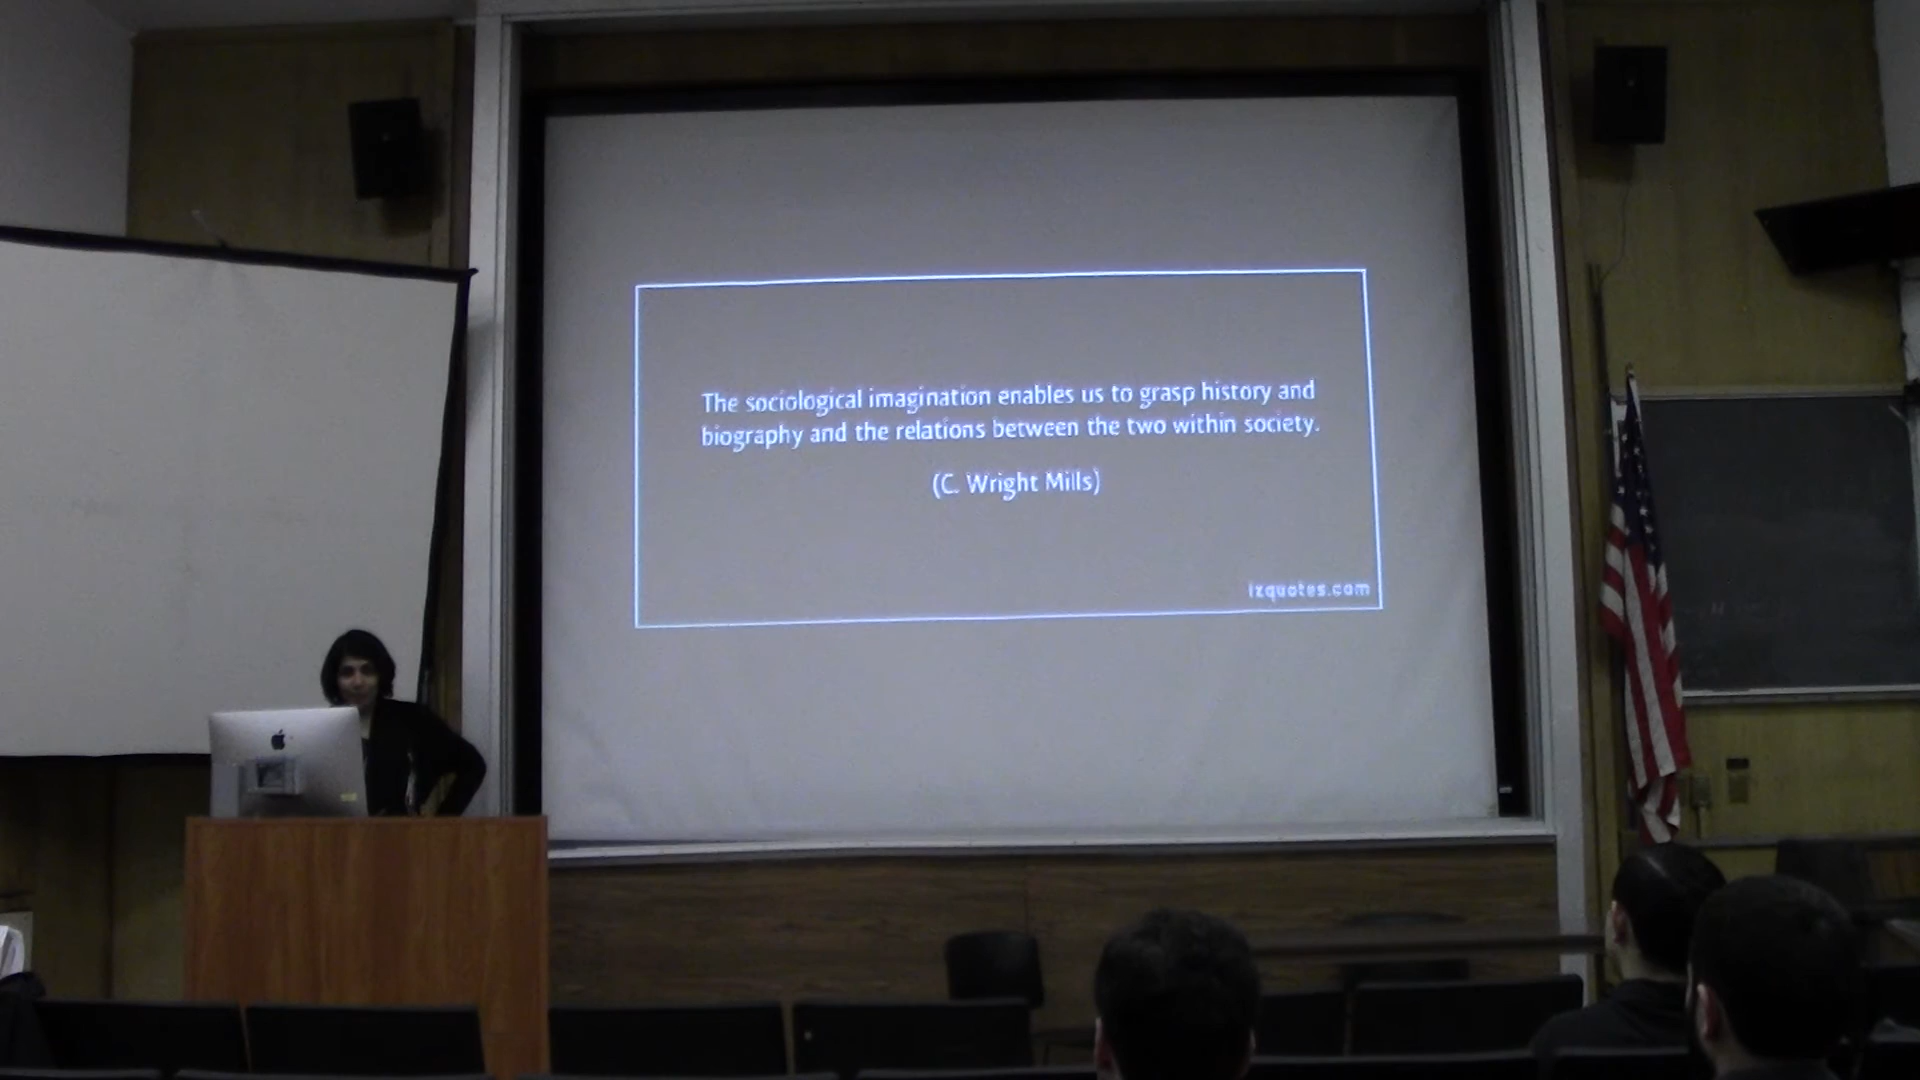 The sociological imagination enables us to grasp history and
biography and the relations between the two within society.
(C. Wright Mills)
izquotes.com